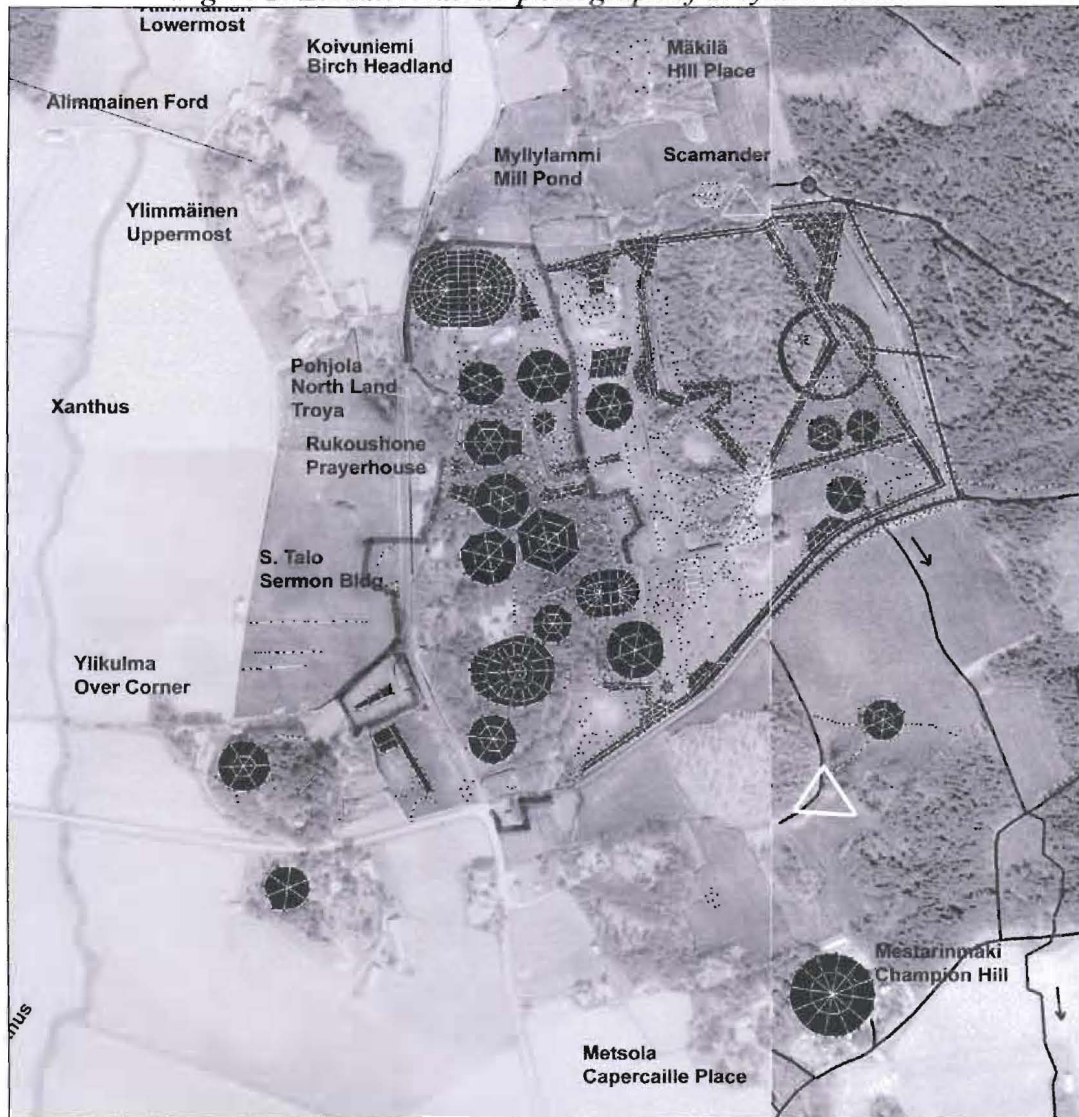 Lowermost
Koivuniemi
Birch Headland
Mäkilä
Hill Place
Alimmainen Ford
Myllylammi
Mill Pond
Scamander
Ylimmäinen
Uppermost
Pohjola
North Land
Troya
Xanthus
Rukoushone
Prayerhouse
S. Talo
Sermon Bldg.
Ylikulma
Over Corner
Mestarinmäki
Champion Hill
Metsola
Capercaille Place